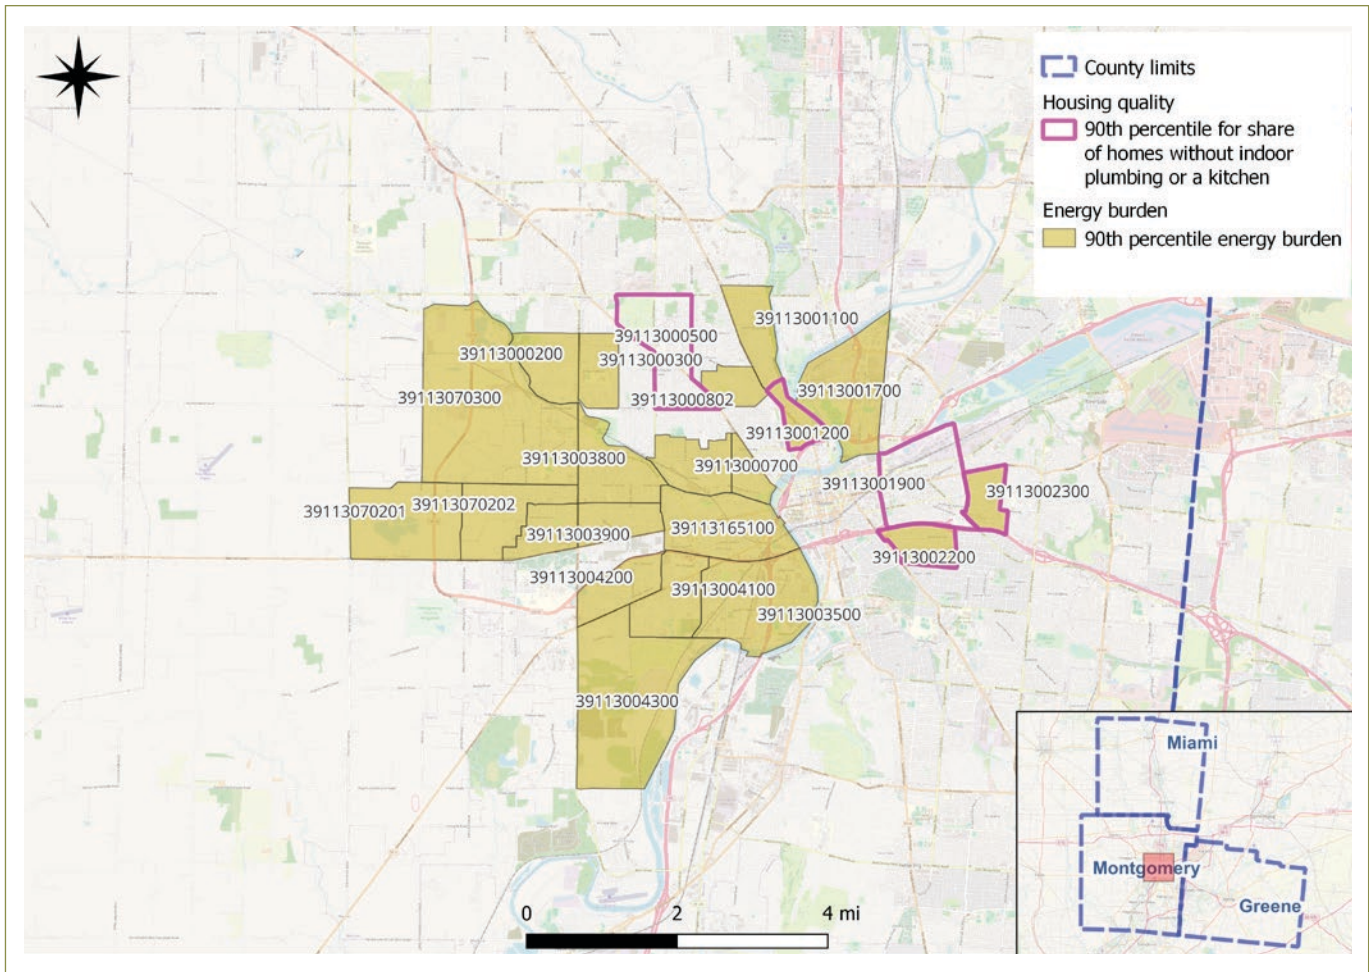 County limits
Housing quality
90th percentile for share
of homes without indoor
plumbing or a kitchen
Energy burden
90th percentile energy burden
39113001100
39113000500
39113000200
39113000300
39113001700
39113070300
39113000802
39113001200
39113003800
39113000700
39113001900
39113002300
39113070201
39113070202
39113003900
39113165100
39113002200
39113004200
39113004100
39113003500
39113004300
Miami
Montgomery
Greene
0 2 4 mi